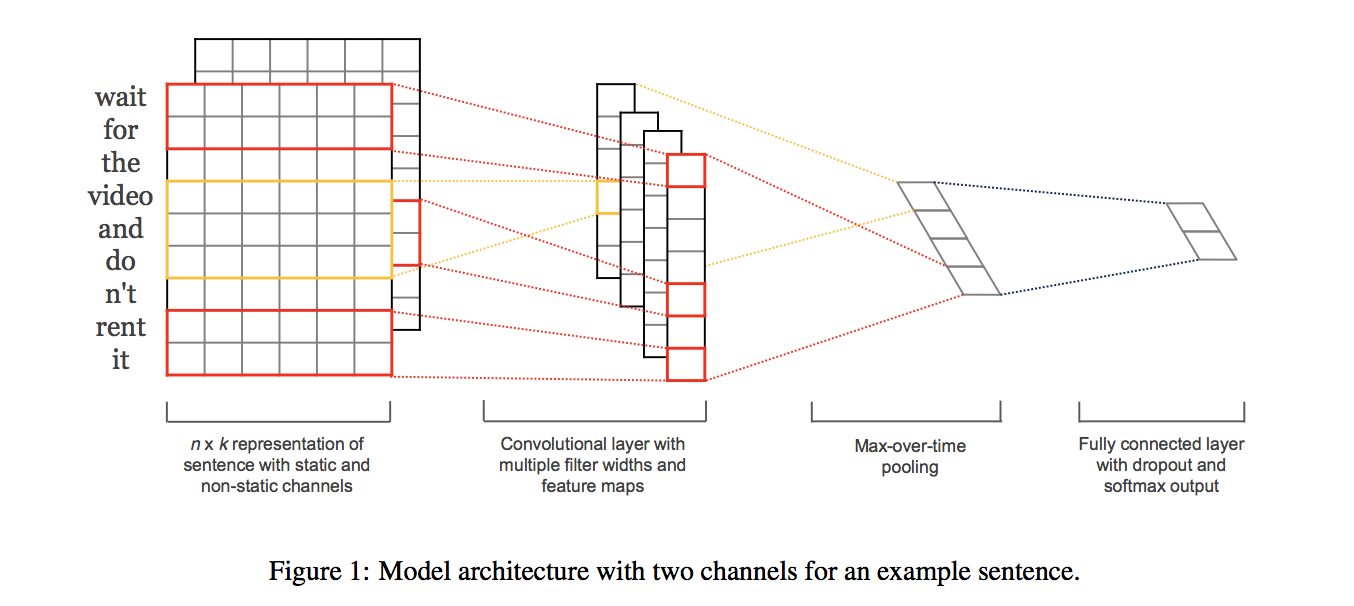 wait
for
the
video
and
do
n't
rent
it
n x k representation of
sentence with static and
non-static channels
Convolutional layer with
multiple filter widths and
feature maps
Max-over-time
pooling
Fully connected layer
with dropout and
softmax output
Figure 1: Model architecture with two channels for an example sentence.